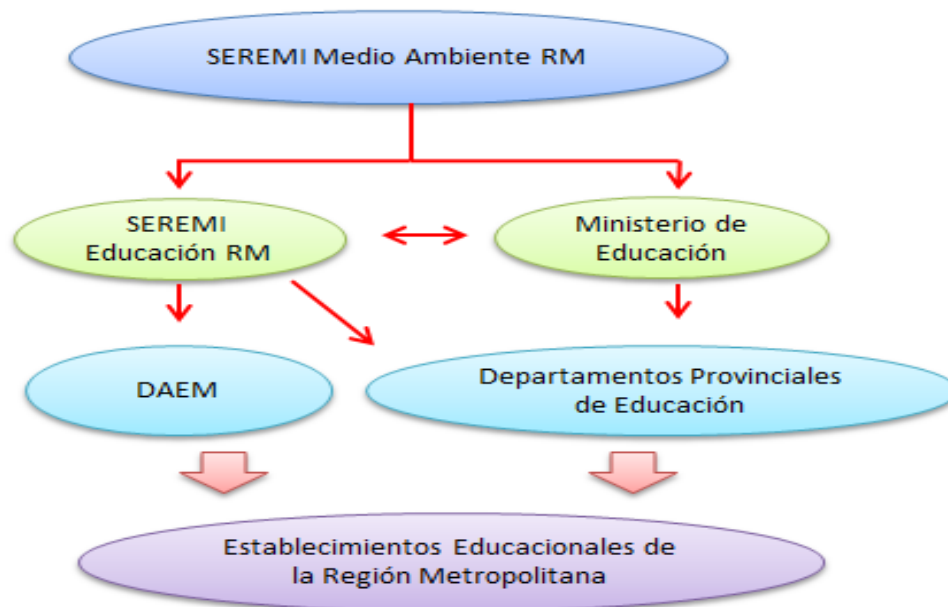 SEREMI Medio Ambiente RM
SEREMI
Educación RM
Ministerio de
Educación
DAEM
Departamentos Provinciales
de Educación
Establecimientos Educacionales de
la Región Metropolitana